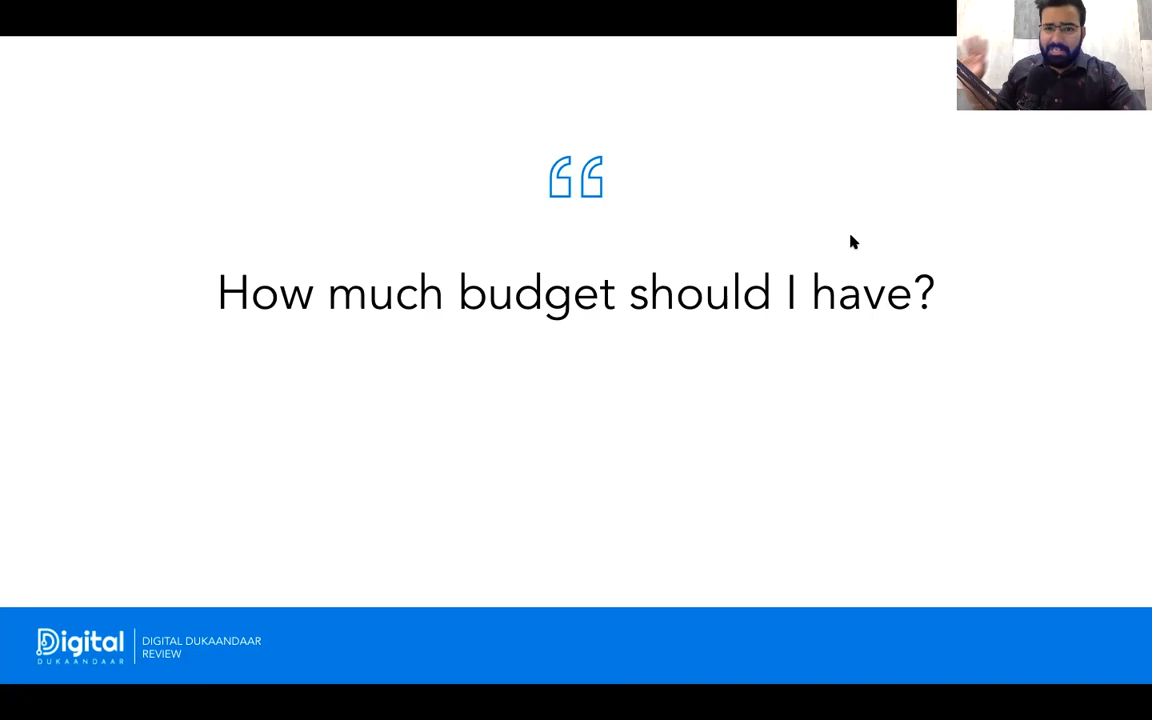 “
How much budget should I have?
Digital
DUKAANDAAR
DIGITAL DUKAANDAAR
REVIEW